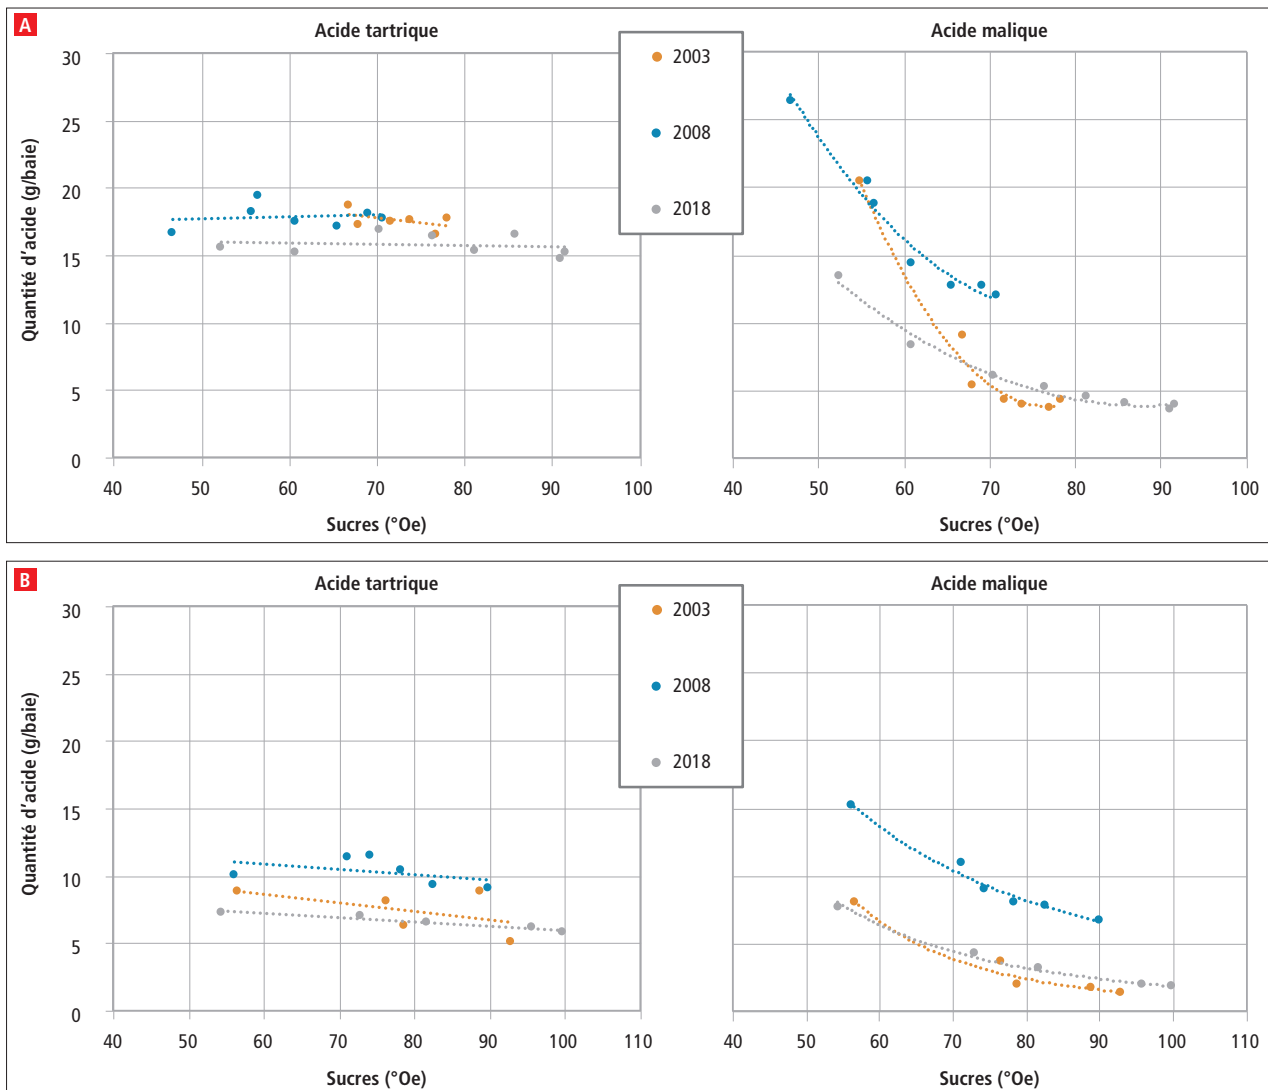 A
Acide tartrique
Acide malique
30
25
20
15
10
5
0
Quantité d'acide (g/baie)
40 50 60 70 80 90 100
Sucres (°Oe)
2003
2008
2018
40 50 60 70 80 90 100
Sucres (°Oe)
B
Acide tartrique
Acide malique
30
25
20
15
10
5
0
Quantité d'acide (g/baie)
40 60 70 80 90 100 110
Sucres (°Oe)
2003
2008
2018
40 50 60 70 80 90 100 110
Sucres (°Oe)